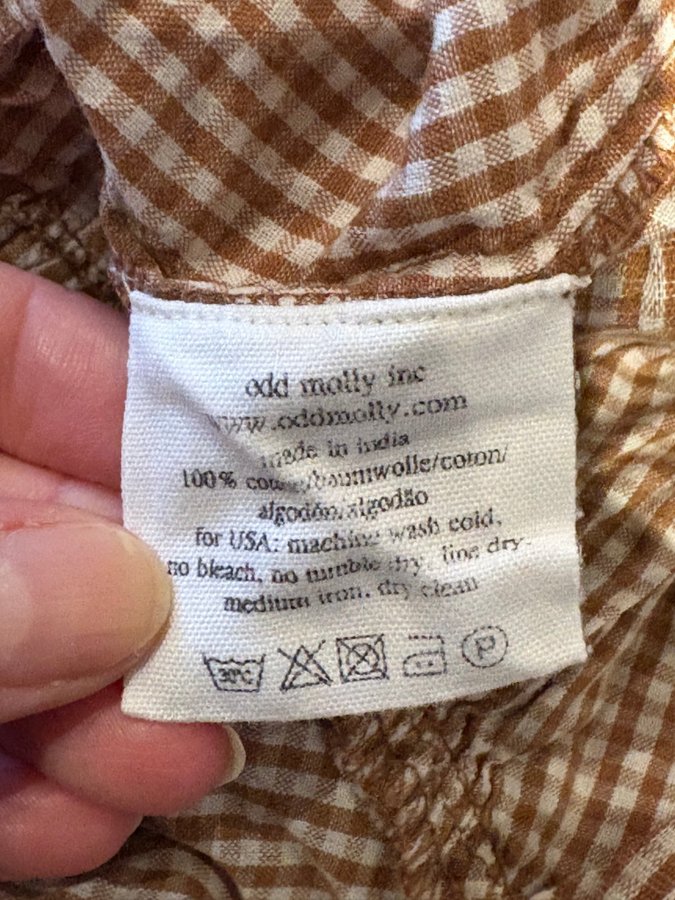 odd molly inc
www.oddmolly.com
made in india
100% cotton/baumwolle/coton/
algodón/algodão
for USA: machine wash cold,
no bleach, no tumble dry, line dry,
medium iron, dry clean
30°C P